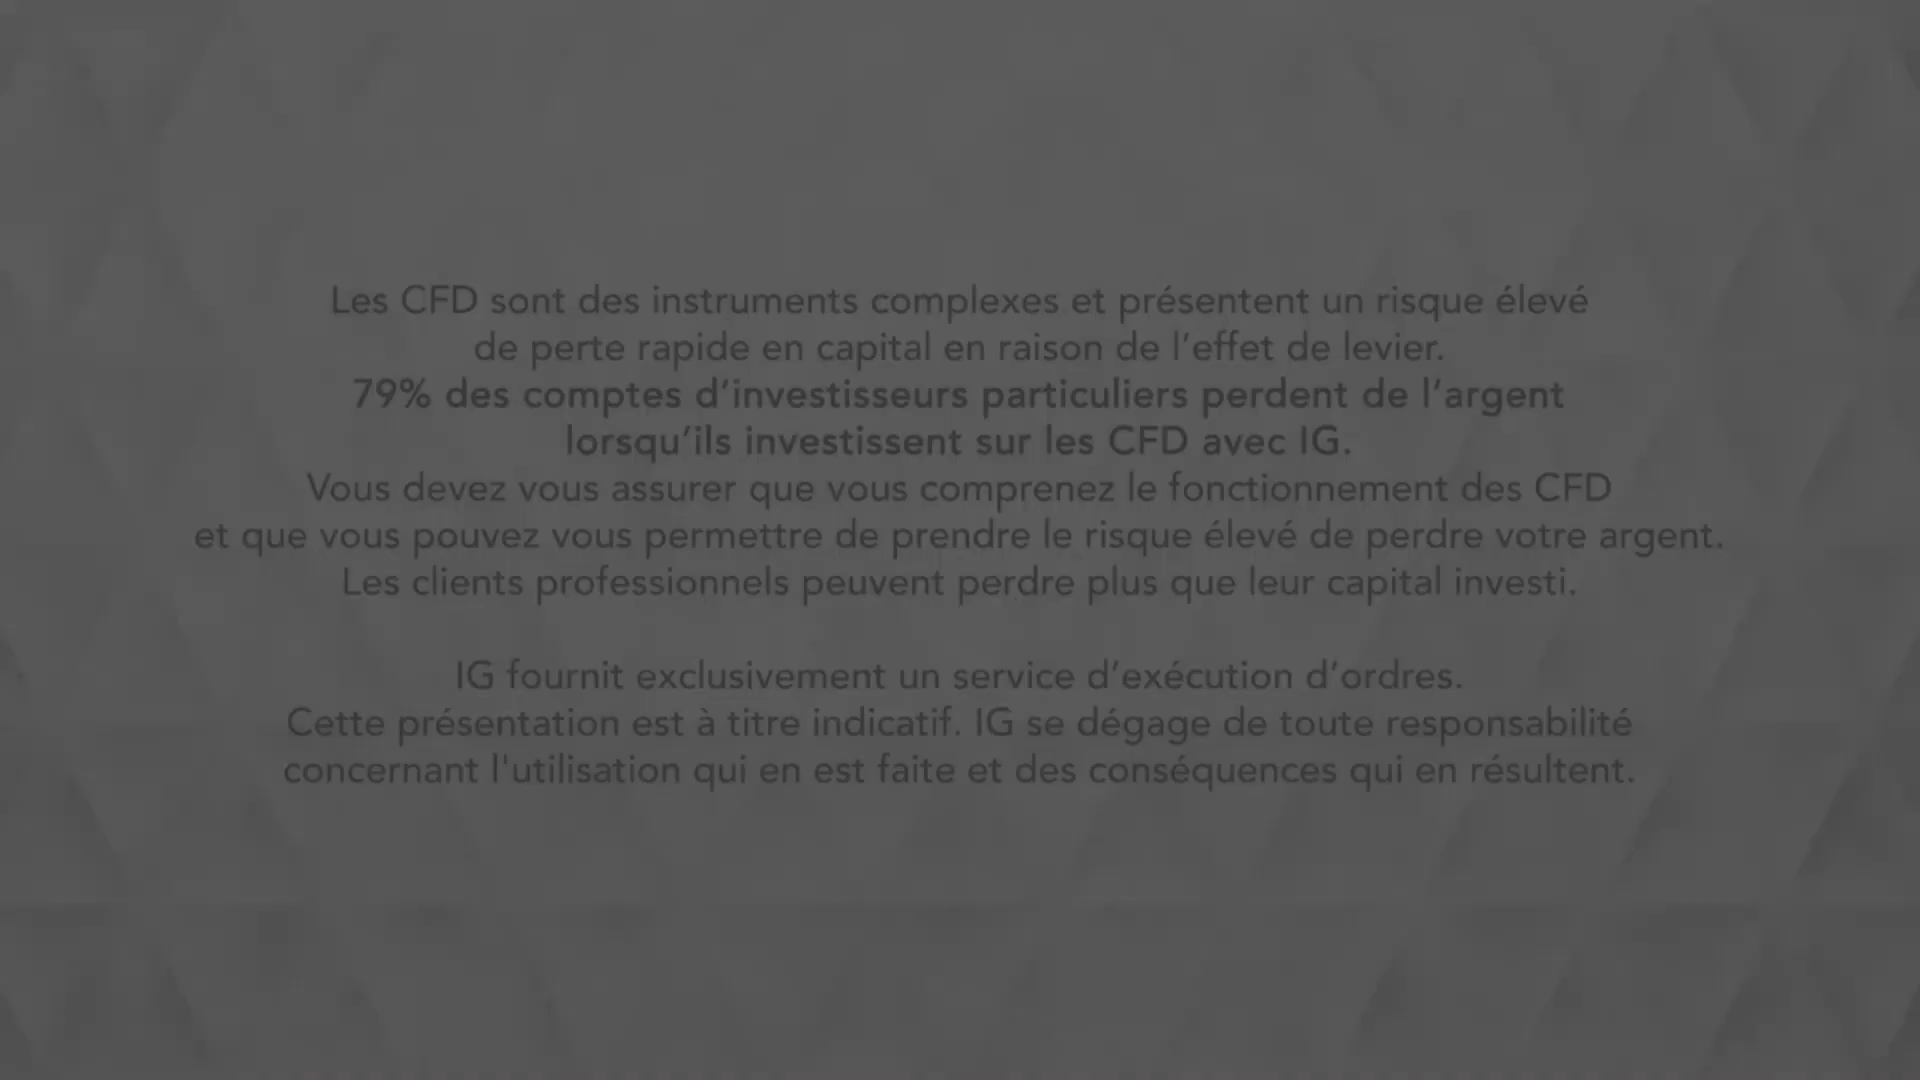 Les CFD sont des instruments complexes et présentent un risque élevé
de perte rapide en capital en raison de l’effet de levier.
79% des comptes d’investisseurs particuliers perdent de l’argent
lorsqu’ils investissent sur les CFD avec IG.
Vous devez vous assurer que vous comprenez le fonctionnement des CFD
et que vous pouvez vous permettre de prendre le risque élevé de perdre votre argent.
Les clients professionnels peuvent perdre plus que leur capital investi.
IG fournit exclusivement un service d’exécution d’ordres.
Cette présentation est à titre indicatif. IG se dégage de toute responsabilité
concernant l'utilisation qui en est faite et des conséquences qui en résultent.